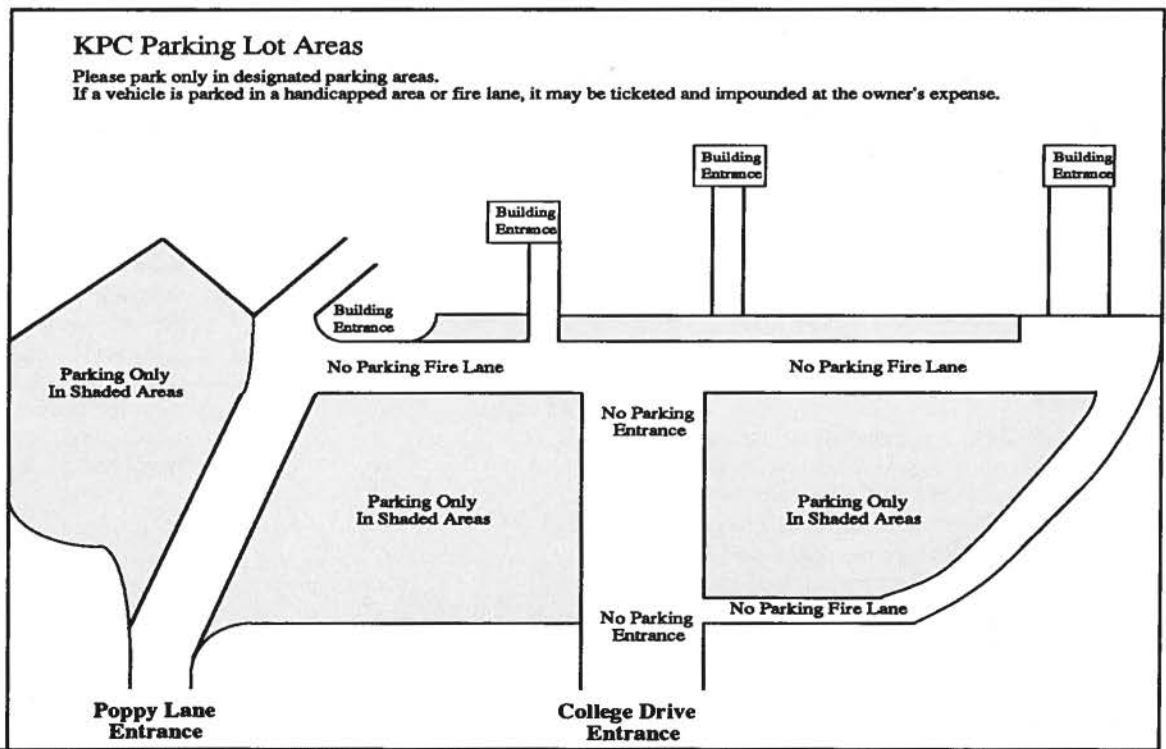 KPC Parking Lot Areas
Please park only in designated parking areas.
If a vehicle is parked in a handicapped area or fire lane, it may be ticketed and impounded at the owner's expense.
Building
Entrance
Building
Entrance
Building
Entrance
Building
Entrance
No Parking Fire Lane
No Parking Fire Lane
Parking Only
In Shaded Areas
No Parking
Entrance
Parking Only
In Shaded Areas
Parking Only
In Shaded Areas
No Parking Fire Lane
No Parking
Entrance
Poppy Lane
Entrance
College Drive
Entrance